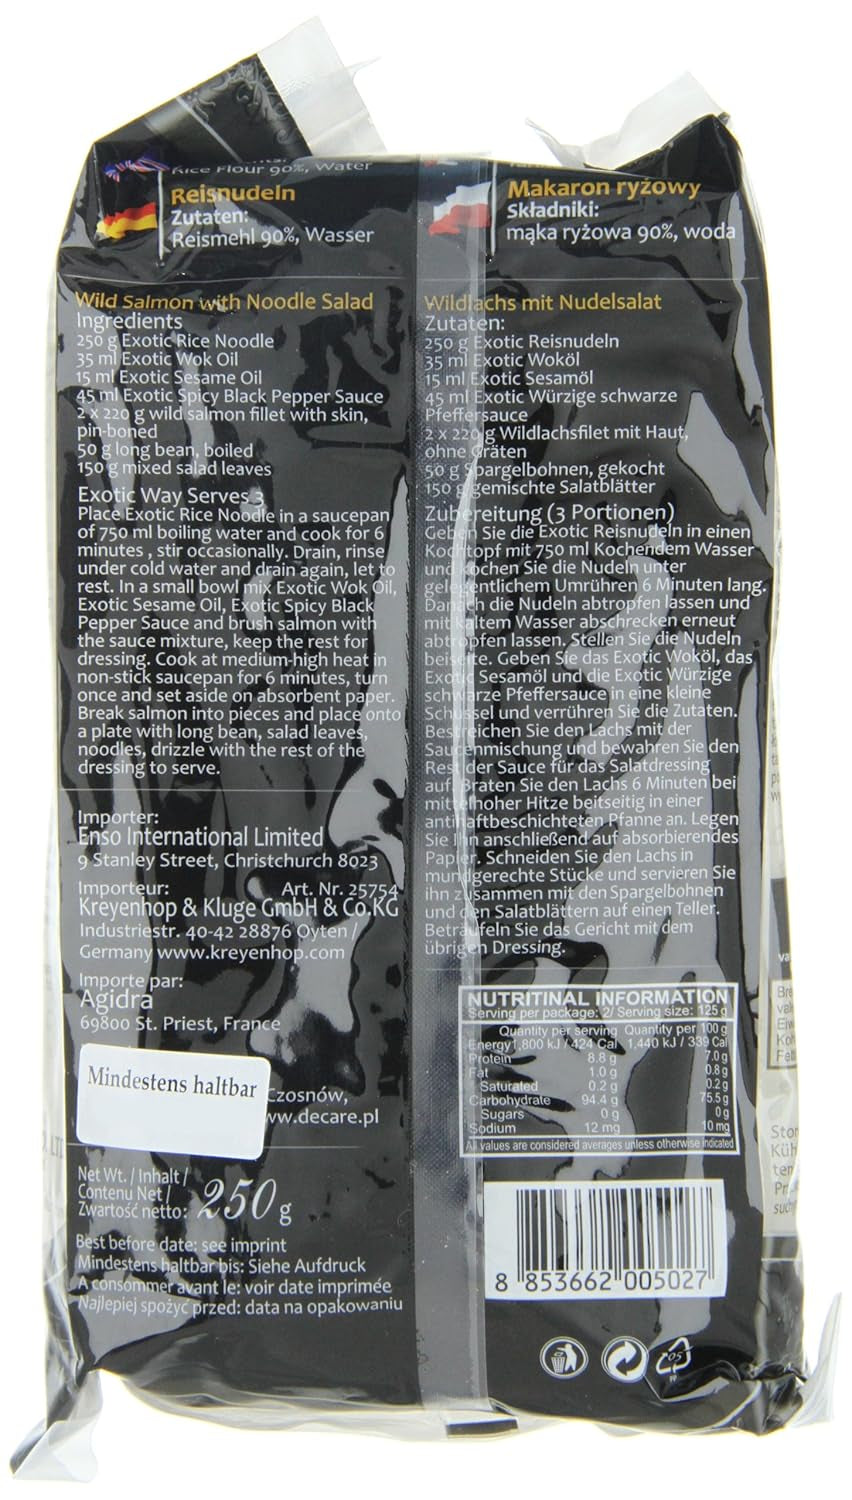 Rice Flour 90%, Water
Reisnudeln
Zutaten:
Reismehl 90%, Wasser
Makaron ryżowy
Składniki:
mąka ryżowa 90%, woda
Wild Salmon with Noodle Salad
Ingredients
250 g Exotic Rice Noodle
35 ml Exotic Wok Oil
15 ml Exotic Sesame Oil
45 ml Exotic Spicy Black Pepper Sauce
2 x 220 g wild salmon fillet with skin,
pin-boned
50 g long bean, boiled
150 g mixed salad leaves
Exotic Way Serves 3
Place Exotic Rice Noodle in a saucepan
of 750 ml boiling water and cook for 6
minutes , stir occasionally. Drain, rinse
under cold water and drain again, let to
rest. In a small bowl mix Exotic Wok Oil,
Exotic Sesame Oil, Exotic Spicy Black
Pepper Sauce and brush salmon with
the sauce mixture, keep the rest for
dressing. Cook at medium-high heat in
non-stick saucepan for 6 minutes, turn
once and set aside on absorbent paper.
Break salmon into pieces and place onto
a plate with long bean, salad leaves,
noodles, drizzle with the rest of the
dressing to serve.
Importer:
Enso International Limited
9 Stanley Street, Christchurch 8023
Importeur: Art. Nr. 25754
Kreyenhop & Kluge GmbH & Co.KG
Industriestr. 40-42 28876 Oyten /
Germany www.kreyenhop.com
Importe par:
Agidra
69800 St. Priest, France
Mindestens haltbar
Czosnów,
ww.decare.pl
Net Wt. / Inhalt /
Contenu Net /
Zwartość netto: 250 g
Best before date: see imprint
Mindestens haltbar bis: Siehe Aufdruck
A consommer avant le: voir date imprimée
Najlepiej spożyć przed: data na opakowaniu
Wildlachs mit Nudelsalat
Zutaten:
250 g Exotic Reisnudeln
35 ml Exotic Woköl
15 ml Exotic Sesamöl
45 ml Exotic Würzige schwarze
Pfeffersauce
2 x 220 g Wildlachsfilet mit Haut,
ohne Gräten
50 g Spargelbohnen, gekocht
150 g gemischte Salatblätter
Zubereitung (3 Portionen)
Geben Sie die Exotic Reisnudeln in einen
Kochtopf mit 750 ml Kochendem Wasser
und kochen Sie die Nudeln unter
gelegentlichem Umrühren 6 Minuten lang.
Danach die Nudeln abtropfen lassen und
mit kaltem Wasser abschrecken erneut
abtropfen lassen. Stellen Sie die Nudeln
beiseite. Geben Sie das Exotic Woköl, das
Exotic Sesamöl und die Exotic Würzige
schwarze Pfeffersauce in eine kleine
Schüssel und verrühren Sie die Zutaten.
Bestreichen Sie den Lachs mit der
Saucenmischung und bewahren Sie den
Rest der Sauce für das Salatdressing
auf. Braten Sie den Lachs 6 Minuten bei
mittelhoher Hitze beitseitig in einer
antihaftbeschichteten Pfanne an. Legen
Sie Ihn anschließend auf absorbierendes
Papier. Schneiden Sie den Lachs in
mundgerechte Stücke und servieren Sie
ihn zusammen mit den Spargelbohnen
und den Salatblättern auf einen Teller.
Beträufeln Sie das Gericht mit dem
übrigen Dressing.
NUTRITINAL INFORMATION
Serving per package: 2/ Serving size: 125 g
Quantity per serving Quantity per 100 g
Energy 1,800 kJ / 424 Cal 1,440 kJ / 339 Cal
Protein 8.8 g 7.0 g
Fat 1.0 g 0.8 g
Saturated 0.2 g 0.2 g
Carbohydrate 94.4 g 75.5 g
Sugars 0 g 0 g
Sodium 12 mg 10 mg
All values are considered averages unless otherwise indicated
8 853662 005027
05